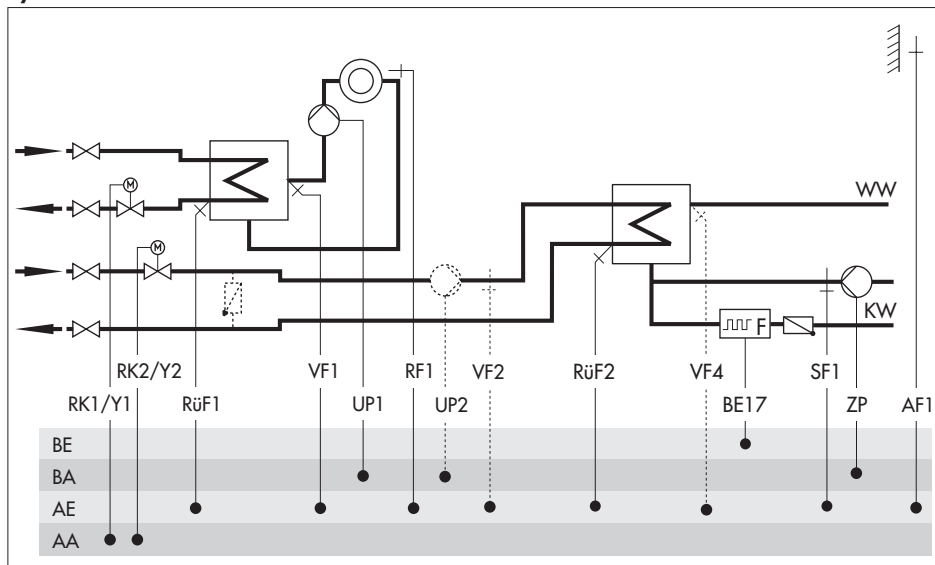 M
M
WW
F
KW
RK2/Y2 VF1 RF1 VF2 RüF2 VF4 SF1
RK1/Y1 RüF1 UP1 UP2 BE17 ZP AF1
BE
BA
AE
AA